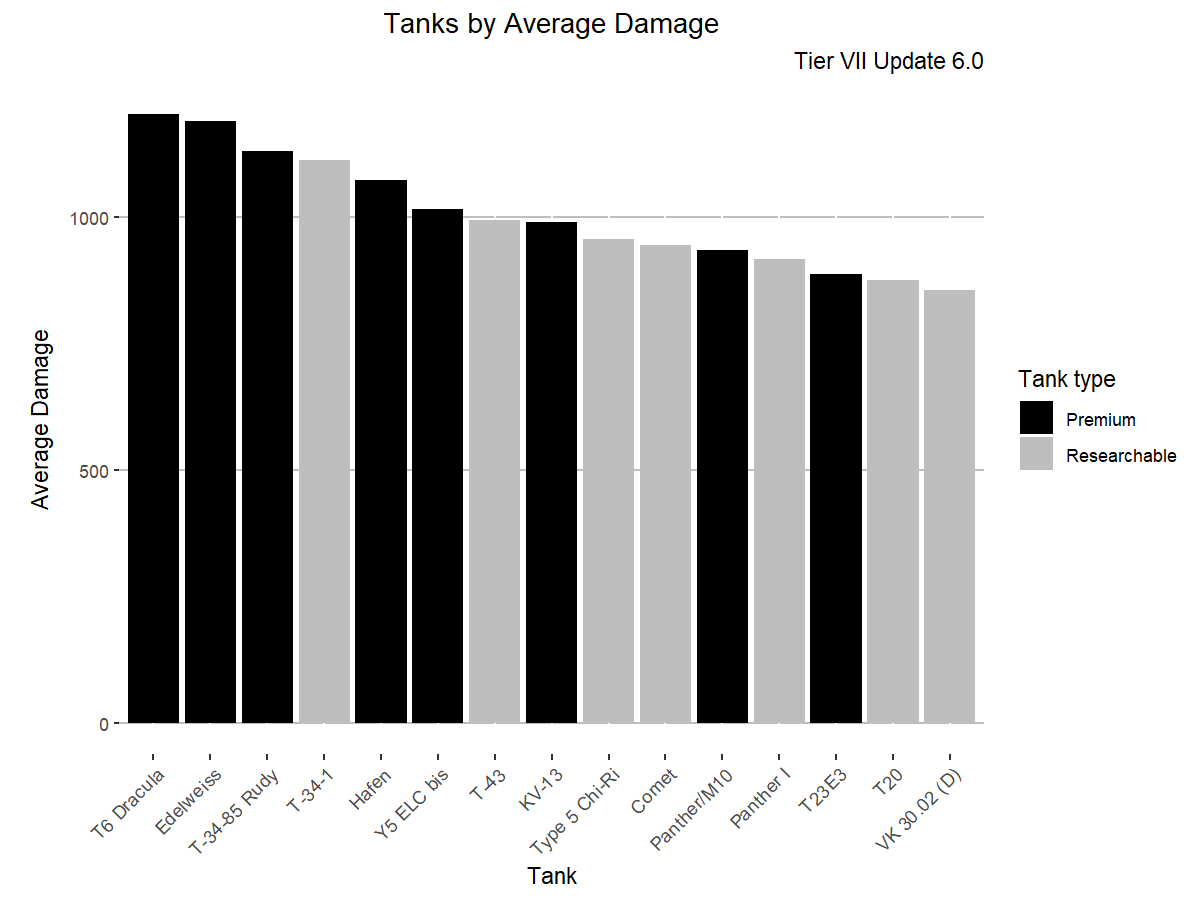 Tanks by Average Damage
Tier VII Update 6.0
Average Damage
1000
500
0
T6 Dracula
Edelweiss
T-34-85 Rudy
T-34-1
Hafen
Y5 ELC bis
T-43
KV-13
Type 5 Chi-Ri
Comet
Panther/M10
Panther I
T23E3
T20
VK 30.02 (D)
Tank
Tank type
Premium
Researchable